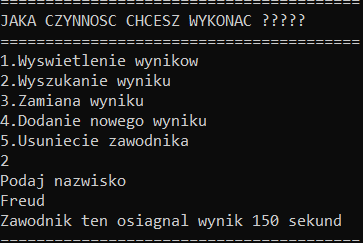 =================================
JAKA CZYNNOSC CHCESZ WYKONAC ?????
=================================
1.Wyswietlenie wynikow
2.Wyszukanie wyniku
3.Zamiana wyniku
4.Dodanie nowego wyniku
5.Usuniecie zawodnika
2
Podaj nazwisko
Freud
Zawodnik ten osiagnal wynik 150 sekund
=================================